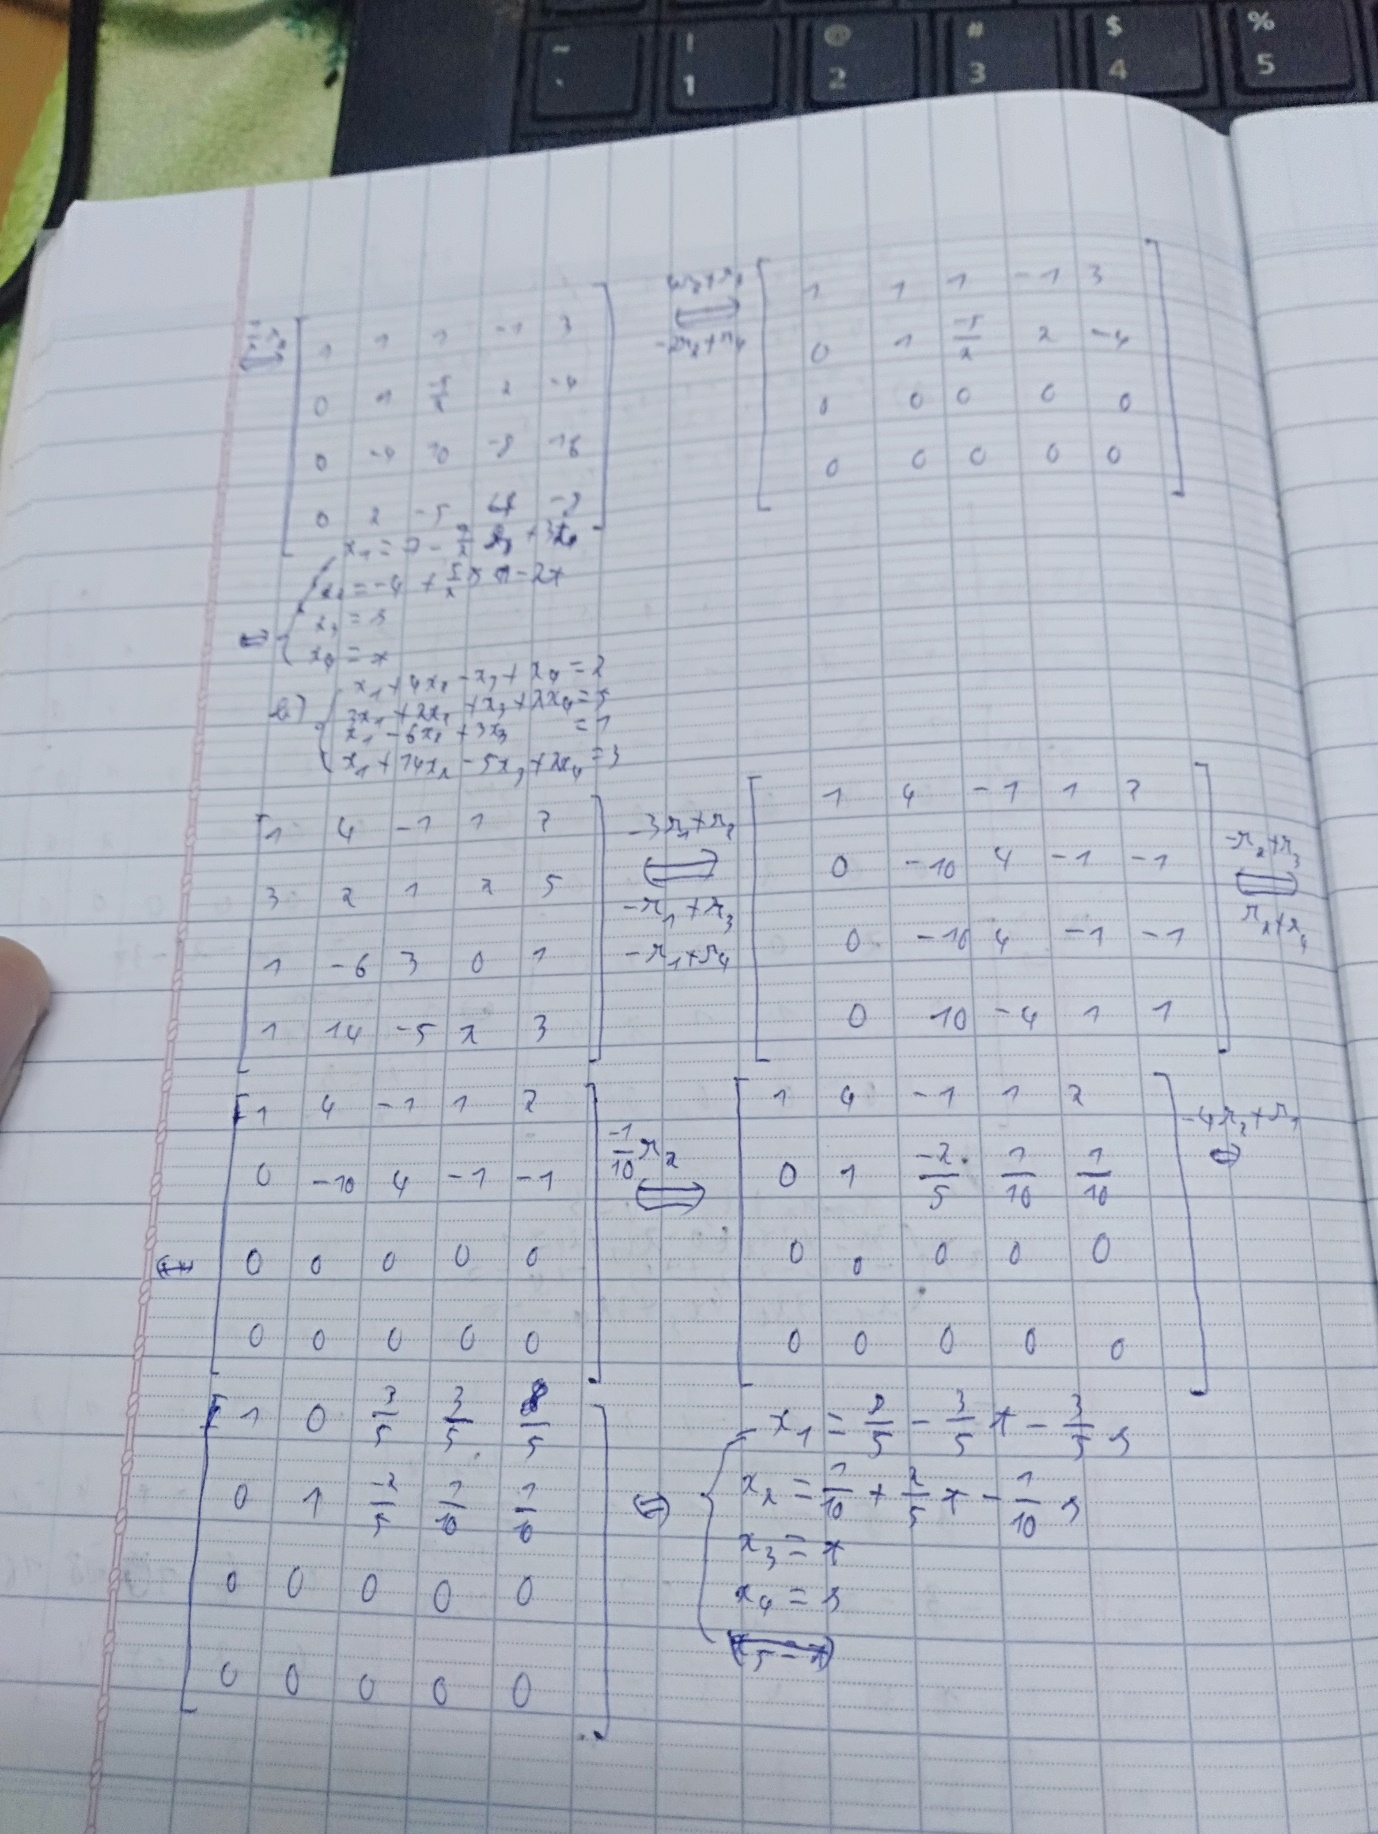 ~ ! @ # $ %
` 1 2 3 4 5
1 1 1 -1 3
0 1 -5/2 2 -4
0 -4 10 -8 16
0 2 -5 4 -8
4r2+r3
⟺
-2r2+r4
1 1 1 -1 3
0 1 -5/2 2 -4
0 0 0 0 0
0 0 0 0 0
x2 = -4 + 5/2 s - 2t
x3 = s
x4 = t
b) x1 + 4x2 - x3 + x4 = 2
3x1 + 2x2 + x3 + 2x4 = 5
x1 - 6x2 + 3x3 = 1
x1 + 14x2 - 5x3 + 2x4 = 3
1 4 -1 1 2
3 2 1 2 5
1 -6 3 0 1
1 14 -5 2 3
-3r1+r2
⟺
-r1+r3
-r1+r4
1 4 -1 1 2
0 -10 4 -1 -1
0 -10 4 -1 -1
0 10 -4 1 1
-r2+r3
⟺
r2+r4
1 4 -1 1 2
0 -10 4 -1 -1
⟺ 0 0 0 0 0
0 0 0 0 0
-1/10 r2
⟺
1 4 -1 1 2
0 1 -2/5 1/10 1/10
0 0 0 0 0
0 0 0 0 0
-4r2+r1
⟺
1 0 3/5 3/5 8/5
0 1 -2/5 1/10 1/10
0 0 0 0 0
0 0 0 0 0
⟺
x1 = 8/5 - 3/5 t - 3/5 s
x2 = 1/10 + 2/5 t - 1/10 s
x3 = t
x4 = s